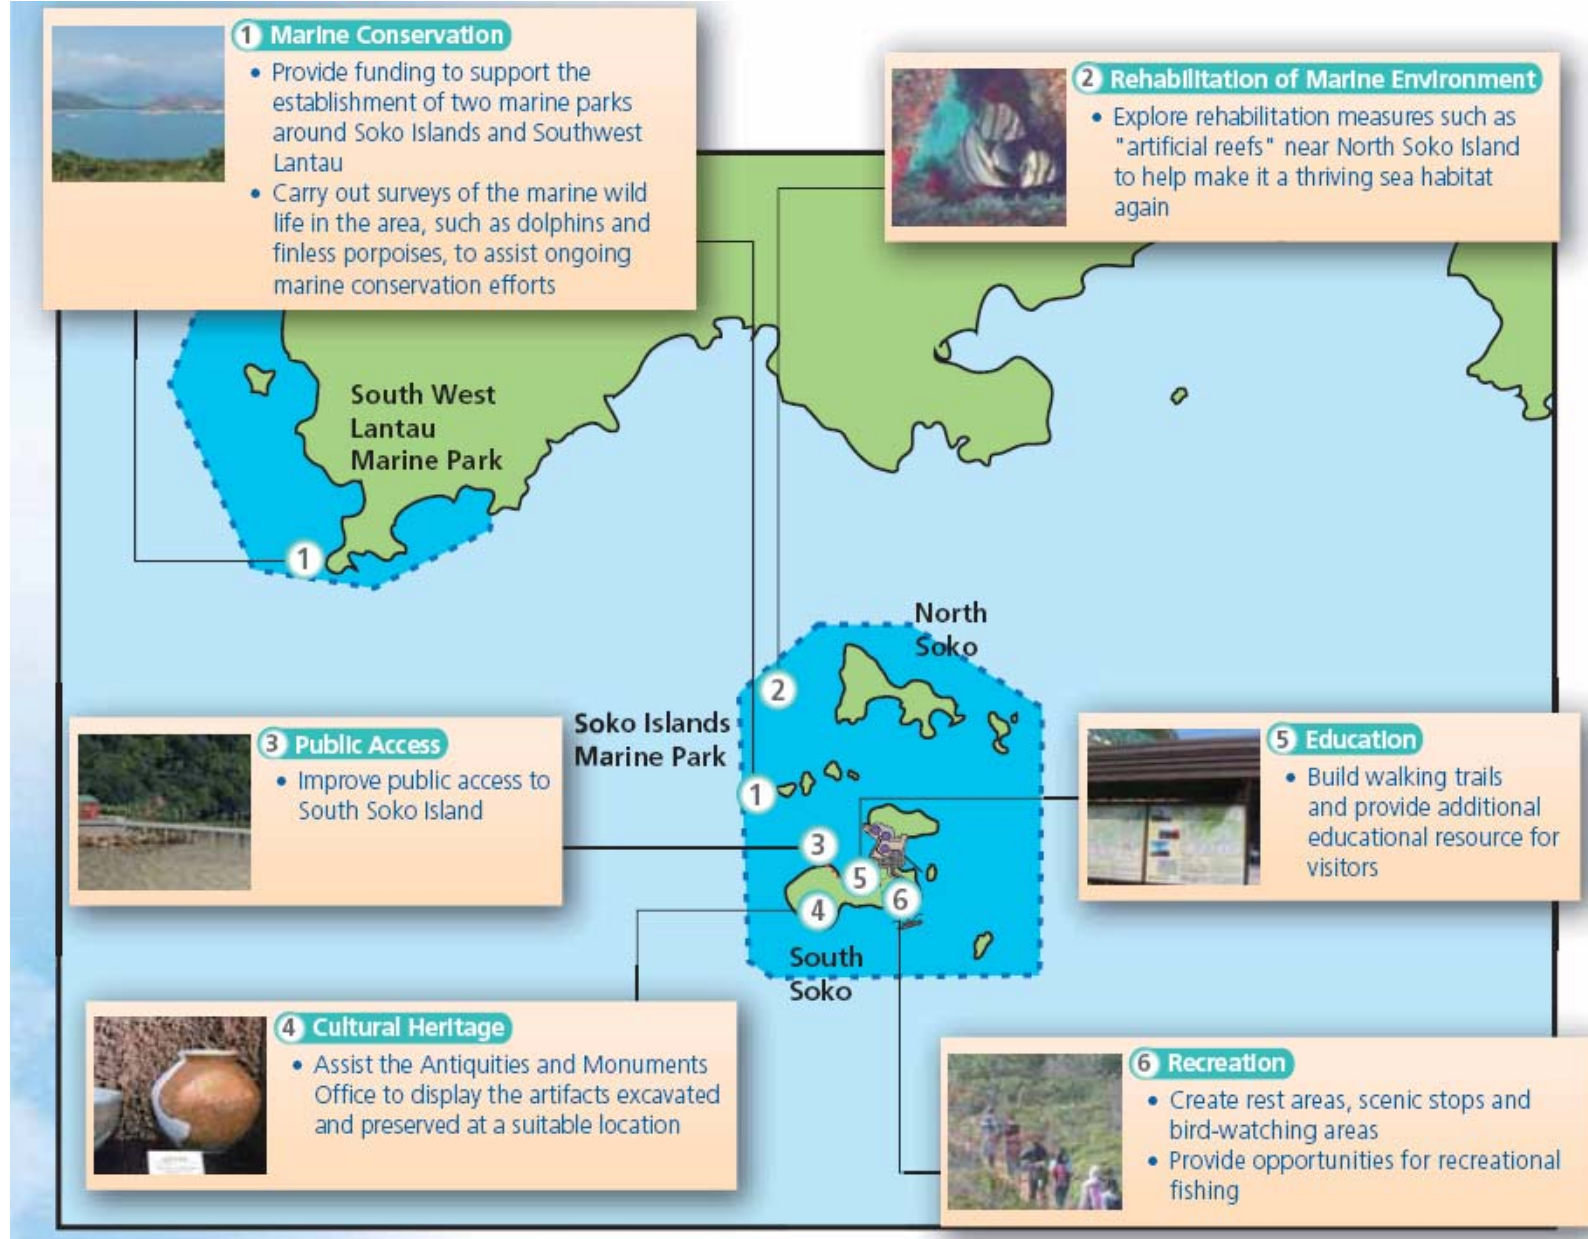 1 Marine Conservation
• Provide funding to support the
establishment of two marine parks
around Soko Islands and Southwest
Lantau
• Carry out surveys of the marine wild
life in the area, such as dolphins and
finless porpoises, to assist ongoing
marine conservation efforts
2 Rehabilitation of Marine Environment
• Explore rehabilitation measures such as
"artificial reefs" near North Soko Island
to help make it a thriving sea habitat
again
South West
Lantau
Marine Park
1
North
Soko
2
Soko Islands
Marine Park
1
3
5
4
6
South
Soko
3 Public Access
• Improve public access to
South Soko Island
5 Education
• Build walking trails
and provide additional
educational resource for
visitors
4 Cultural Heritage
• Assist the Antiquities and Monuments
Office to display the artifacts excavated
and preserved at a suitable location
6 Recreation
• Create rest areas, scenic stops and
bird-watching areas
• Provide opportunities for recreational
fishing